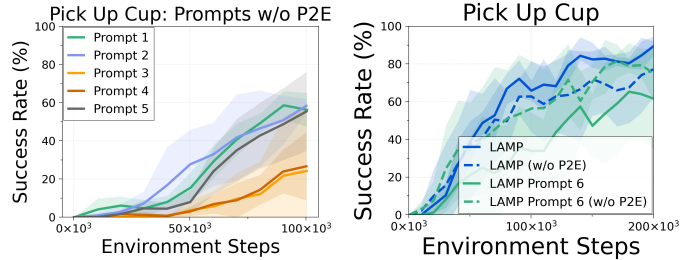 Pick Up Cup: Prompts w/o P2E
Success Rate (%)
100
80
60
40
20
0
Prompt 1
Prompt 2
Prompt 3
Prompt 4
Prompt 5
0×10³
50×10³
100×10³
Environment Steps
Pick Up Cup
Success Rate (%)
100
80
60
40
20
0
LAMP
LAMP (w/o P2E)
LAMP Prompt 6
LAMP Prompt 6 (w/o P2E)
0×10³
100×10³
200×10³
Environment Steps